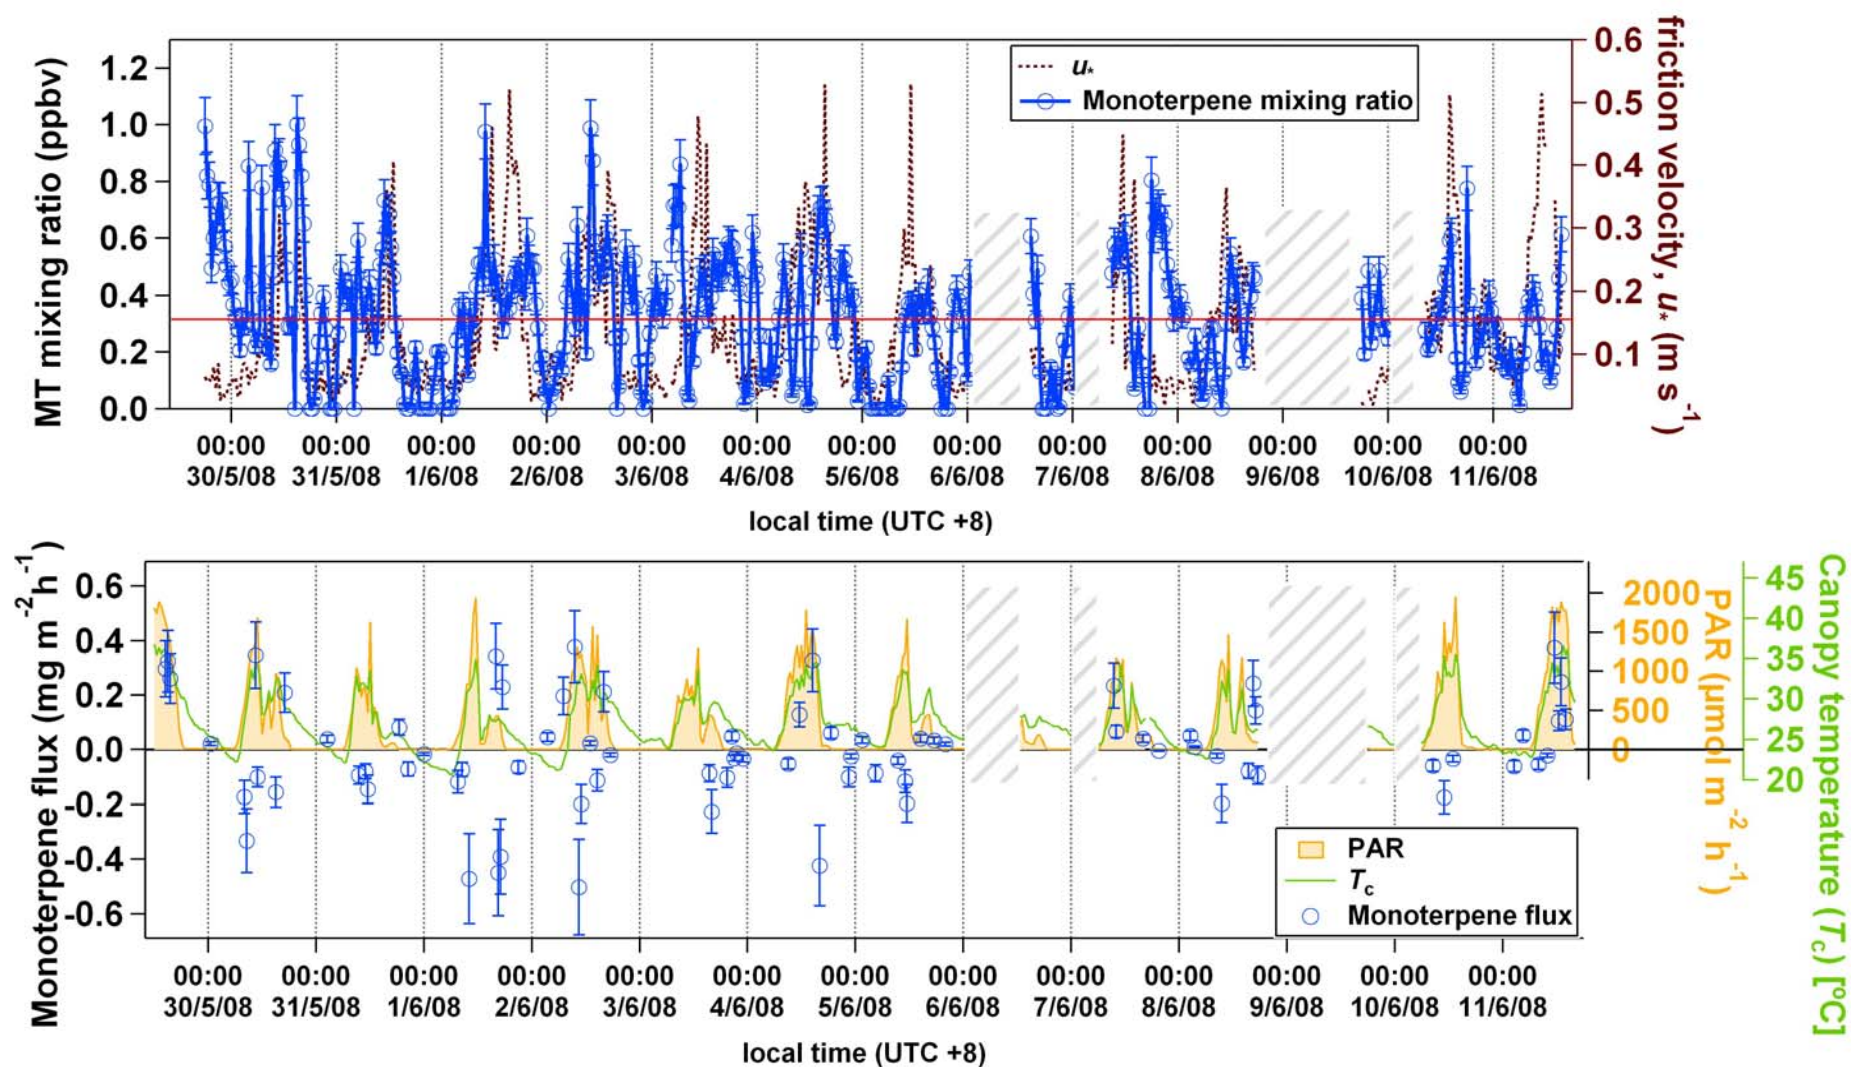 MT mixing ratio (ppbv)
1.2
1.0
0.8
0.6
0.4
0.2
0.0
u*
Monoterpene mixing ratio
0.6
0.5
0.4
0.3
0.2
0.1
friction velocity, u* (m s-1)
00:00 00:00 00:00 00:00 00:00 00:00 00:00 00:00 00:00 00:00 00:00 00:00 00:00
30/5/08 31/5/08 1/6/08 2/6/08 3/6/08 4/6/08 5/6/08 6/6/08 7/6/08 8/6/08 9/6/08 10/6/08 11/6/08
local time (UTC +8)
Monoterpene flux (mg m-2h-1)
0.6
0.4
0.2
0.0
-0.2
-0.4
-0.6
2000
1500
1000
500
0
PAR (µmol m-2 h-1)
45
40
35
30
25
20
Canopy temperature (Tc) [ºC]
PAR
Tc
Monoterpene flux
00:00 00:00 00:00 00:00 00:00 00:00 00:00 00:00 00:00 00:00 00:00 00:00 00:00
30/5/08 31/5/08 1/6/08 2/6/08 3/6/08 4/6/08 5/6/08 6/6/08 7/6/08 8/6/08 9/6/08 10/6/08 11/6/08
local time (UTC +8)